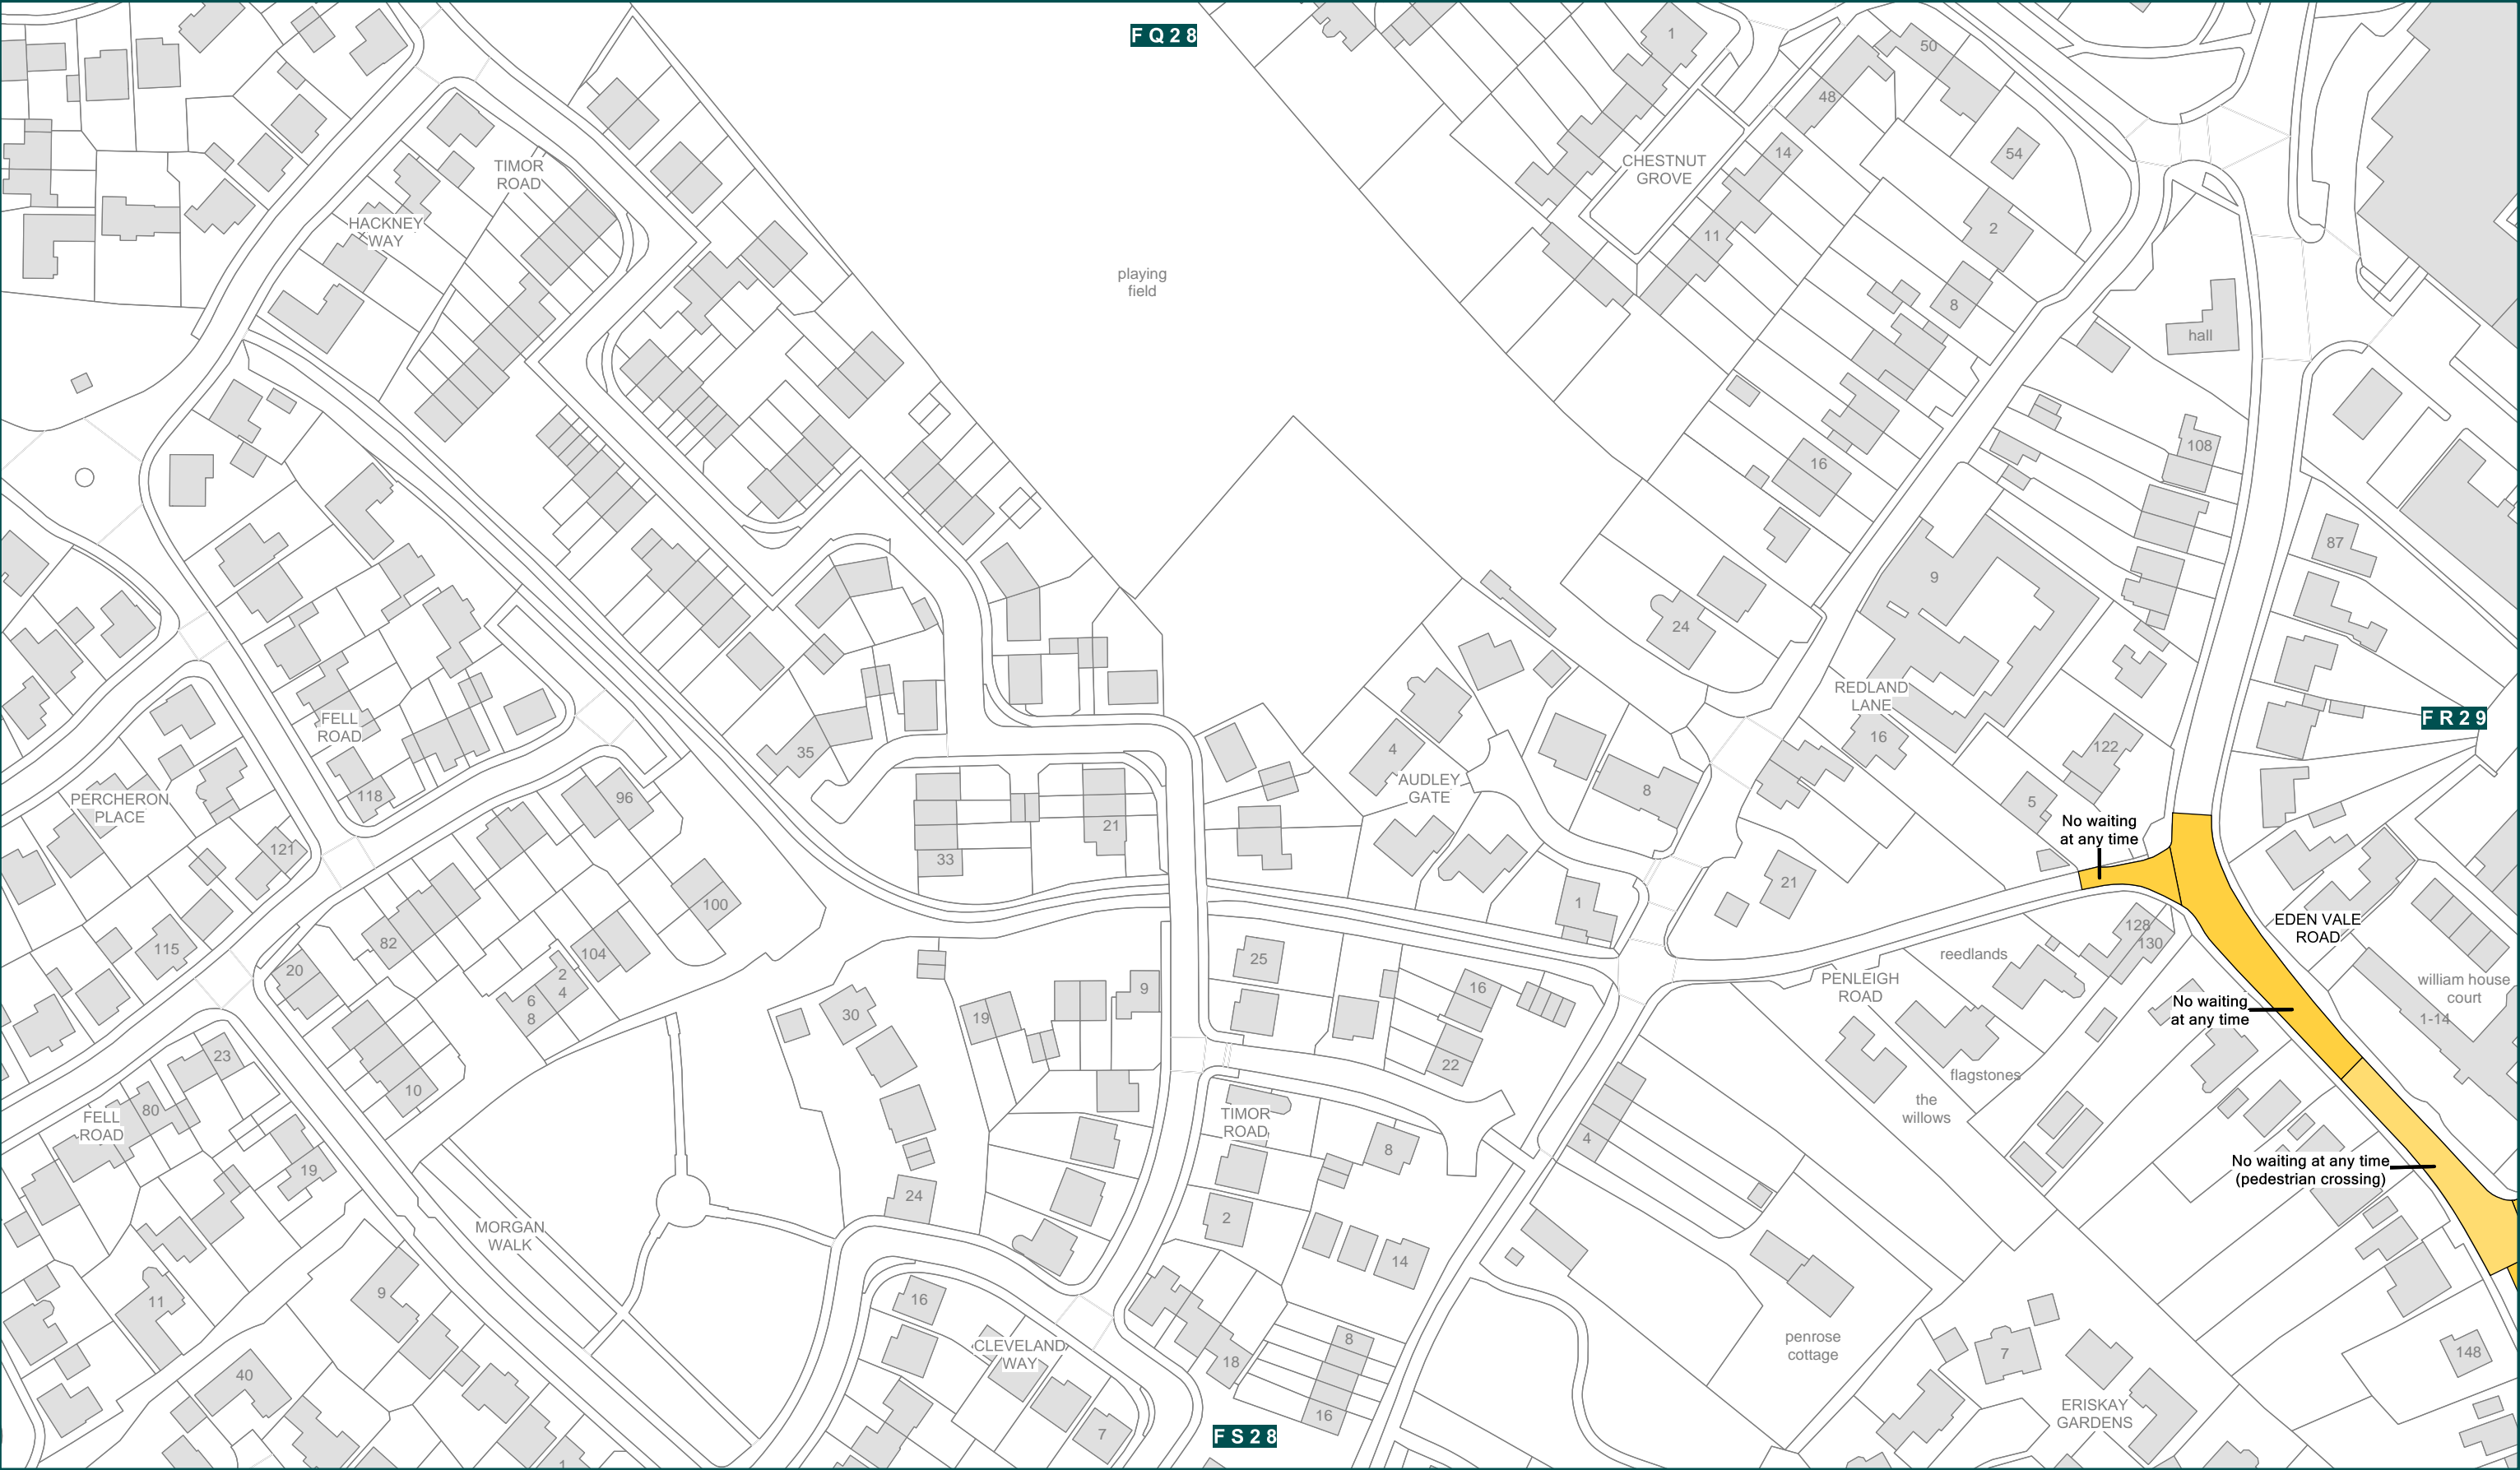 FQ28
1
50
48
14
54
CHESTNUT
GROVE
TIMOR
ROAD
HACKNEY
WAY
11
2
8
playing
field
hall
108
16
87
9
24
REDLAND
LANE
FR29
16
122
FELL
ROAD
35
4
AUDLEY
GATE
8
5
No waiting
at any time
PERCHERON
PLACE
118
96
21
33
121
21
100
1
EDEN VALE
ROAD
128
130
115
82
104
25
reedlands
20
2
4
6
8
9
16
PENLEIGH
ROAD
william house
court
1-14
30
19
No waiting
at any time
23
22
flagstones
10
80
FELL
ROAD
TIMOR
ROAD
4
the
willows
8
19
No waiting at any time
(pedestrian crossing)
24
2
MORGAN
WALK
14
9
11
16
CLEVELAND
WAY
8
18
penrose
cottage
7
148
40
16
ERISKAY
GARDENS
7
FS28
1